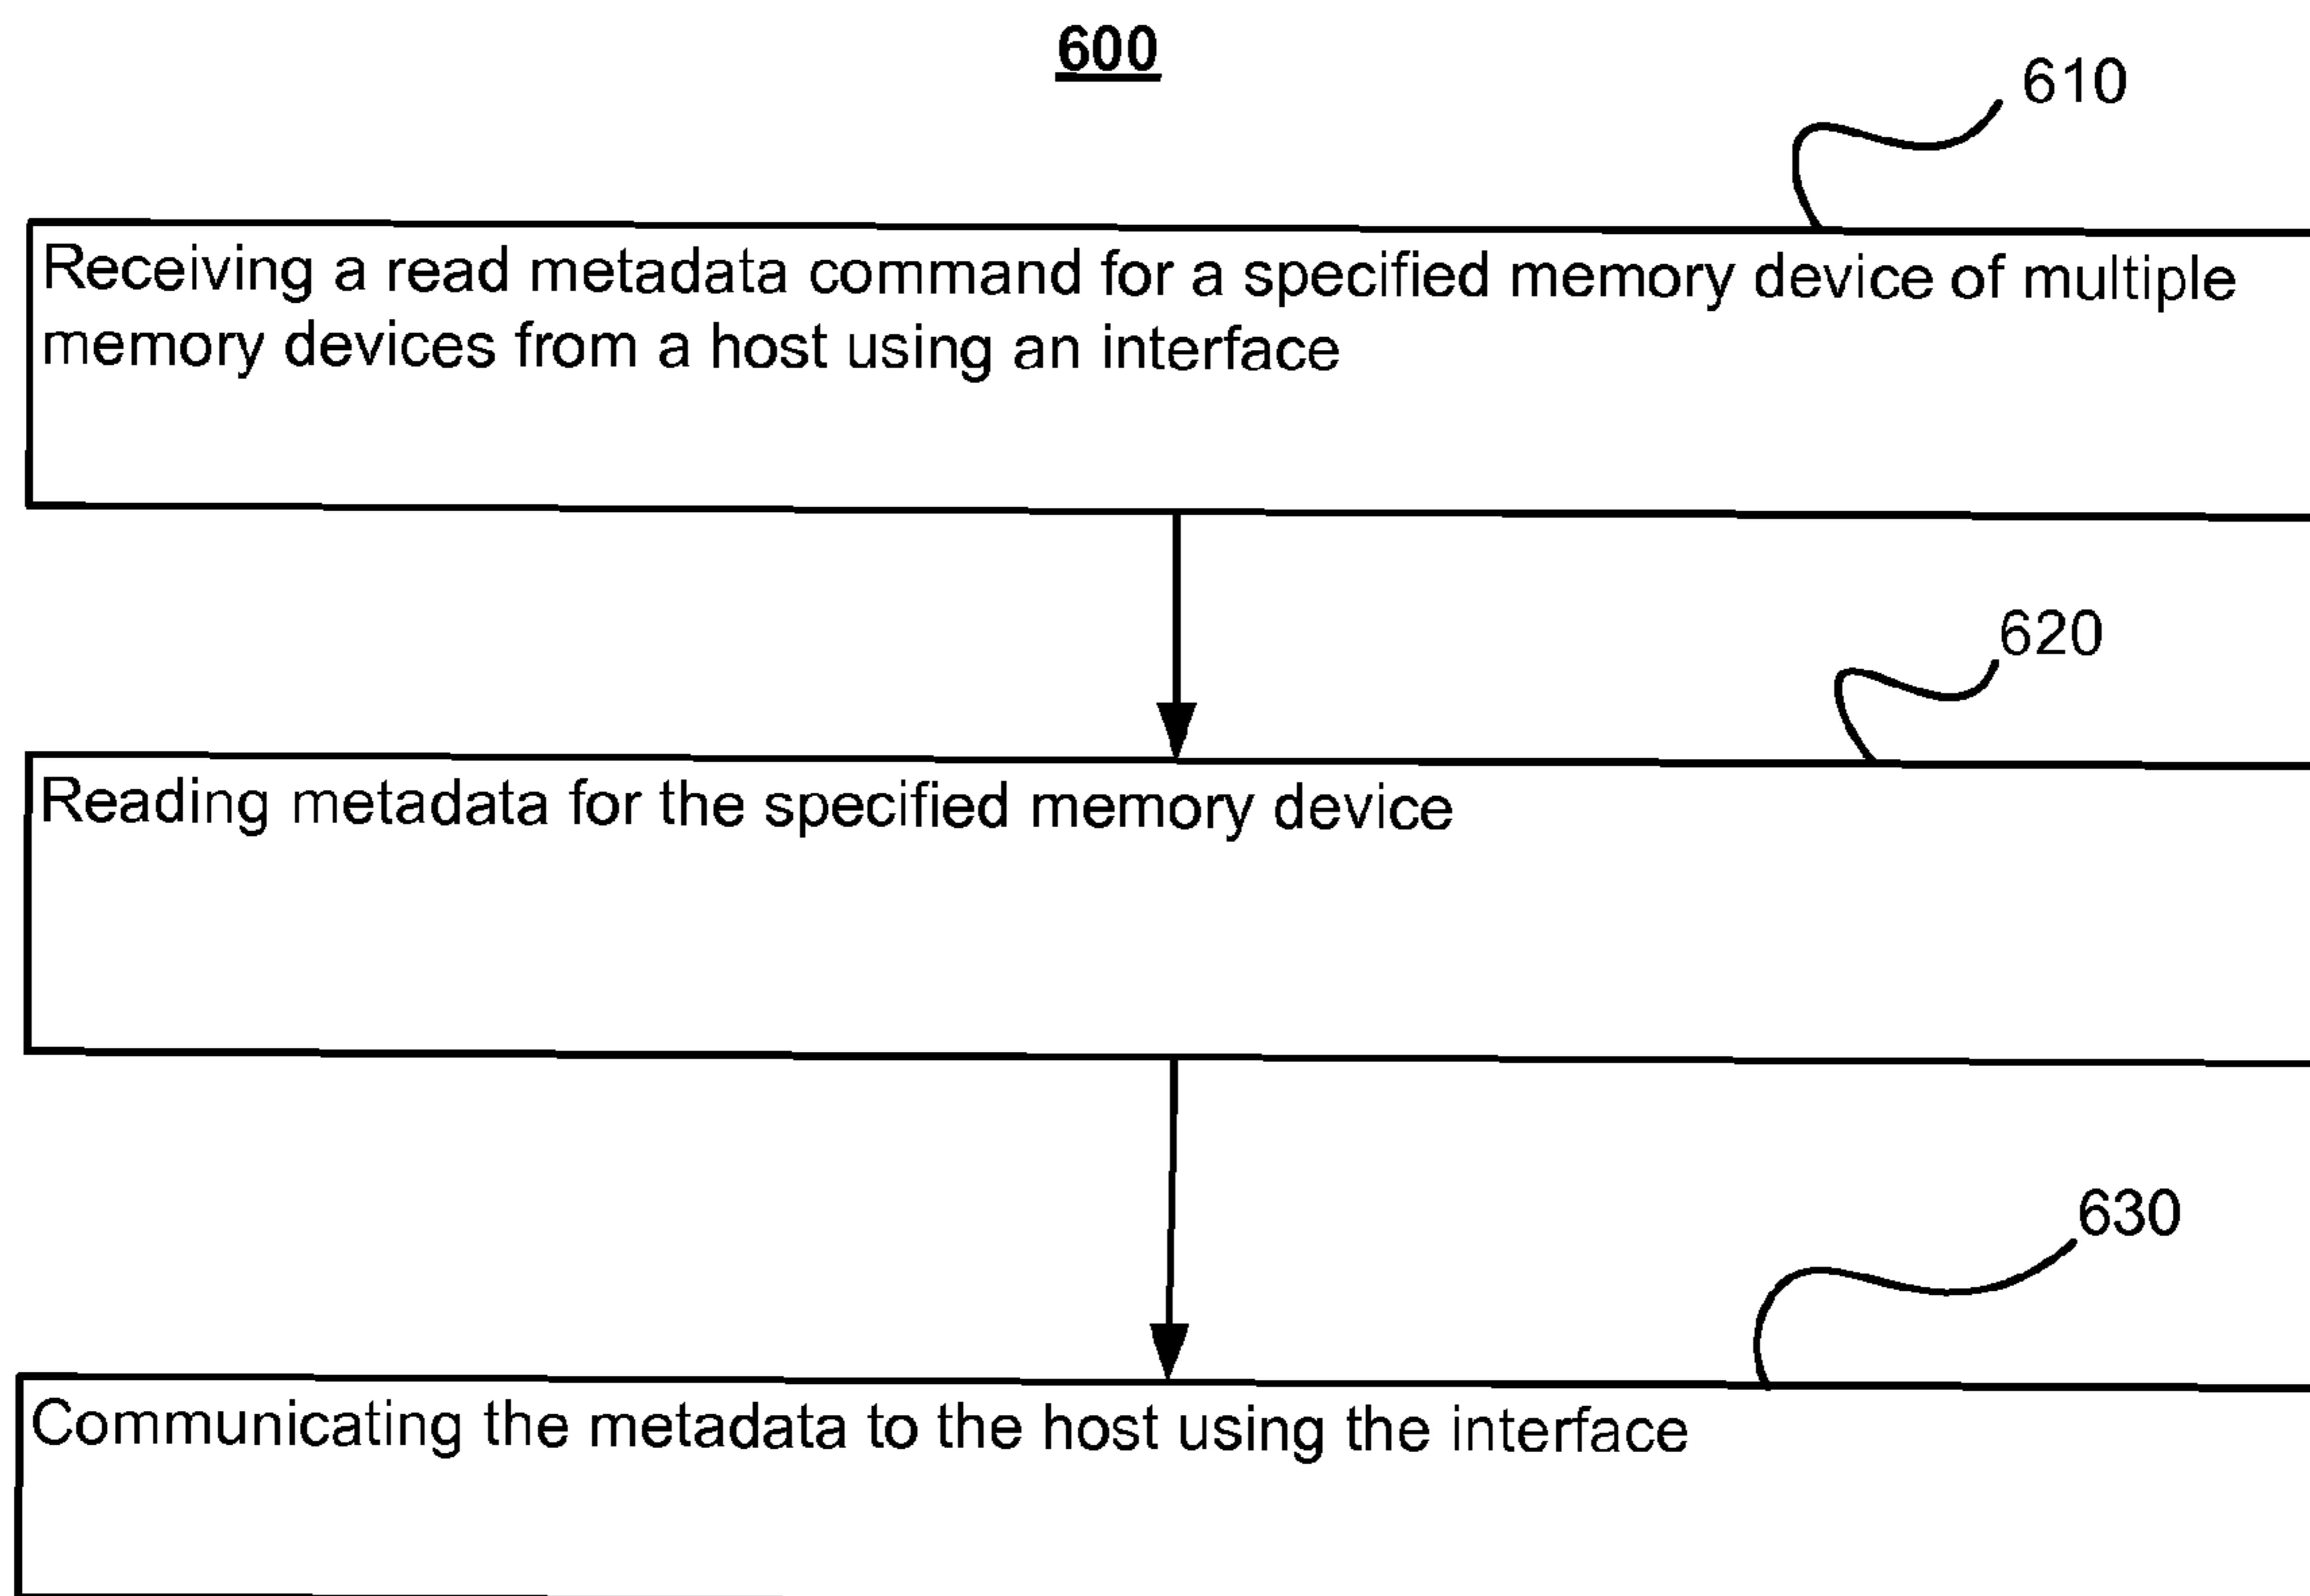 600
610
Receiving a read metadata command for a specified memory device of multiple
memory devices from a host using an interface
620
Reading metadata for the specified memory device
630
Communicating the metadata to the host using the interface